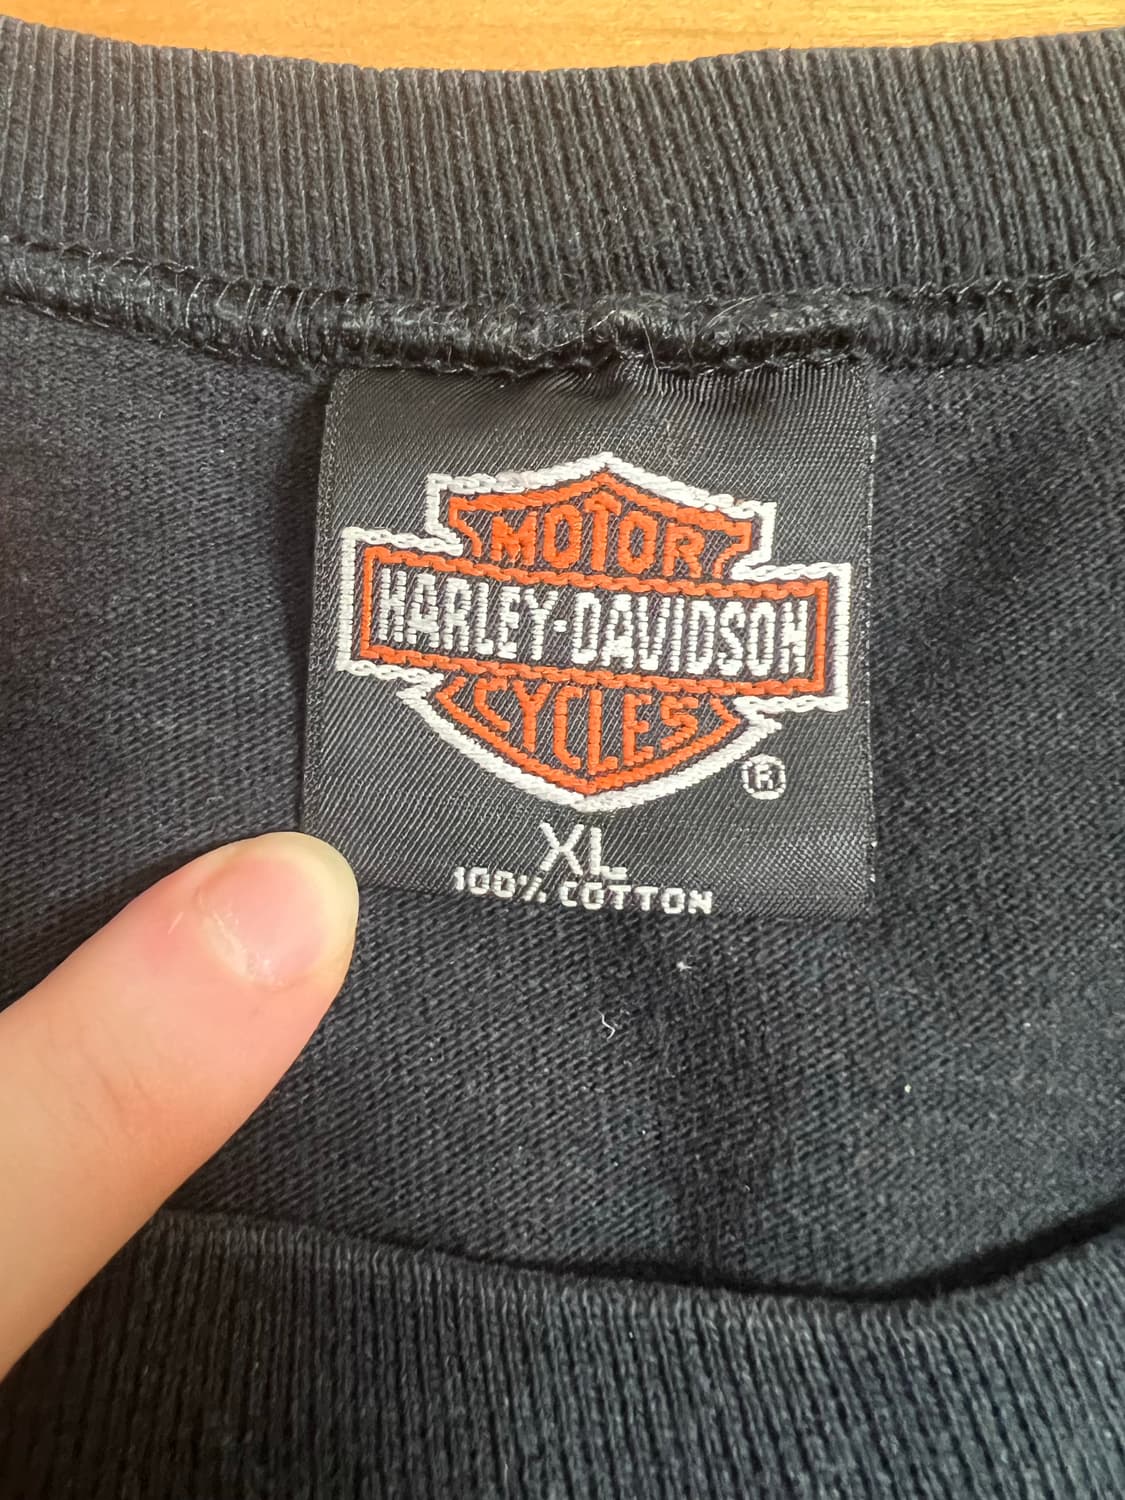 MOTOR
HARLEY-DAVIDSON
CYCLES
®
XL
100% COTTON